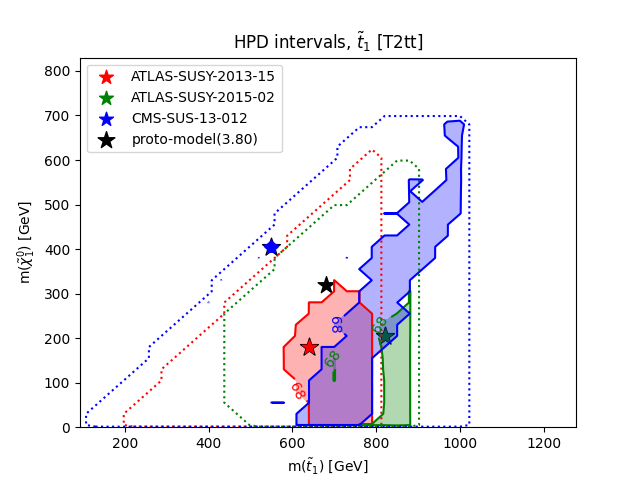 HPD intervals, t̃₁ [T2tt]
ATLAS-SUSY-2013-15
ATLAS-SUSY-2015-02
CMS-SUS-13-012
proto-model(3.80)
800
700
600
500
400
300
200
100
0
m(χ̃₁⁰) [GeV]
68
68
68
68
200
400
600
800
1000
1200
m(t̃₁) [GeV]